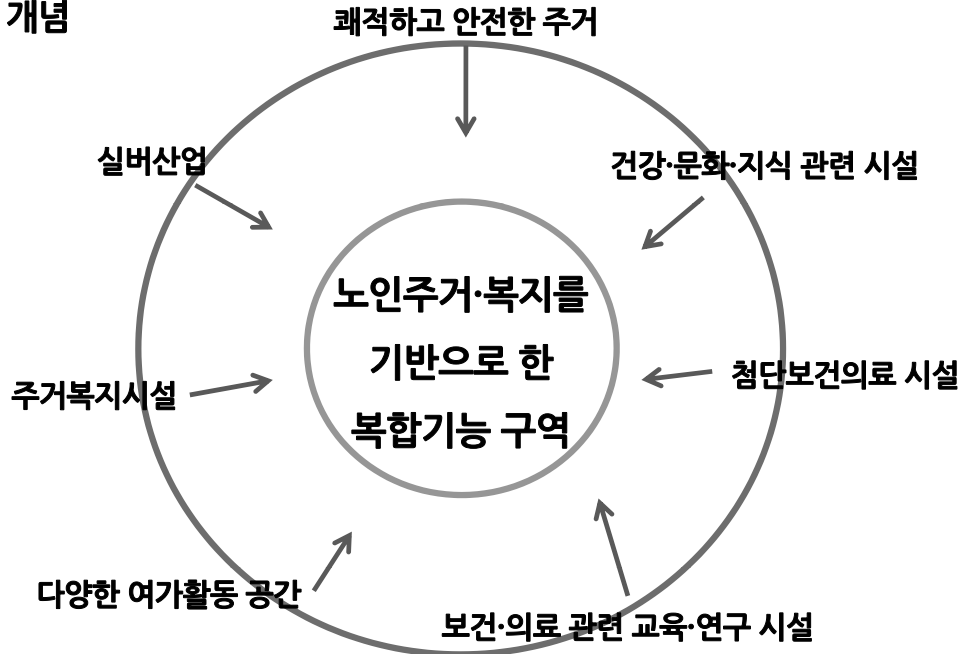 개념
쾌적하고 안전한 주거
실버산업
건강·문화·지식 관련 시설
노인주거·복지를
기반으로 한
복합기능 구역
주거복지시설
첨단보건의료 시설
다양한 여가활동 공간
보건·의료 관련 교육·연구 시설